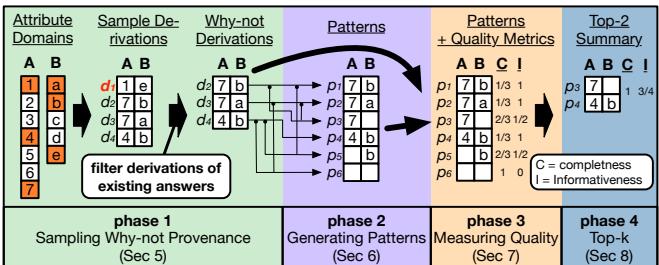 Attribute Domains
A B
1 a
2 b
3 c
4 d
5 e
6
7
Sample De-
rivations
A B
d1 1 e
d2 7 b
d3 7 a
d4 4 b
Why-not
Derivations
A B
d2 7 b
d3 7 a
d4 4 b
filter derivations of
existing answers
Patterns
A B
p1 7 b
p2 7 a
p3 7
p4 4 b
p5 b
p6
Patterns
+ Quality Metrics
A B C I
p1 7 b 1/3 1
p2 7 a 1/3 1
p3 7 2/3 1/2
p4 4 b 1/3 1
p5 b 2/3 1/2
p6 1 0
Top-2
Summary
A B C I
p3 7
p4 4 b
1 3/4
C = completness
I = Informativeness
phase 1
Sampling Why-not Provenance
(Sec 5)
phase 2
Generating Patterns
(Sec 6)
phase 3
Measuring Quality
(Sec 7)
phase 4
Top-k
(Sec 8)